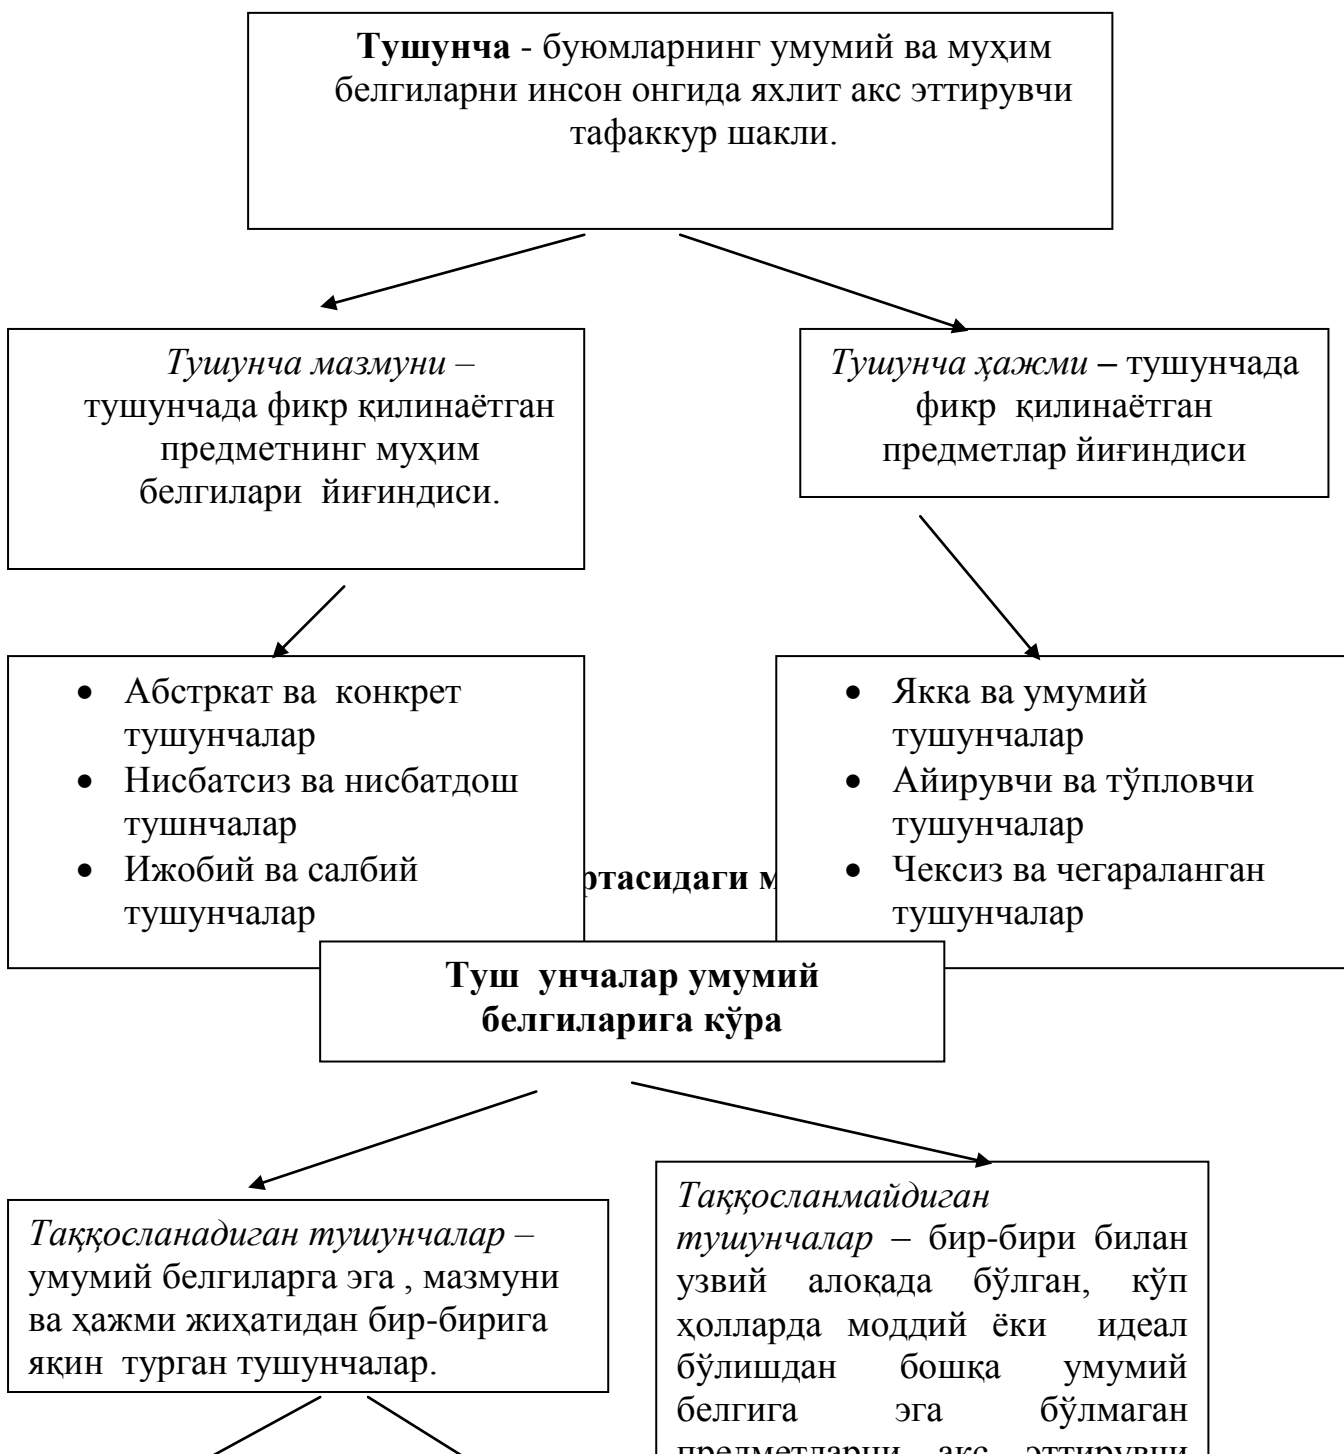 Тушунча - буюмларнинг умумий ва муҳим
белгиларни инсон онгида яхлит акс эттирувчи
тафаккур шакли.
Тушунча мазмуни –
тушунчада фикр қилинаётган
предметнинг муҳим
белгилари йиғиндиси.
Тушунча ҳажми – тушунчада
фикр қилинаётган
предметлар йиғиндиси
• Абстркат ва конкрет
тушунчалар
• Нисбатсиз ва нисбатдош
тушнчалар
• Ижобий ва салбий
тушунчалар
• Якка ва умумий
тушунчалар
• Айирувчи ва тўпловчи
тушунчалар
• Чексиз ва чегараланган
тушунчалар
ртасидаги м
Туш унчалар умумий
белгиларига кўра
Таққосланадиган тушунчалар –
умумий белгиларга эга , мазмуни
ва ҳажми жиҳатидан бир-бирига
яқин турган тушунчалар.
Таққосланмайдиган
тушунчалар – бир-бири билан
узвий алоқада бўлган, кўп
ҳолларда моддий ёки идеал
бўлишдан бошқа умумий
белгига эга бўлмаган
предметларни акс эттирувчи